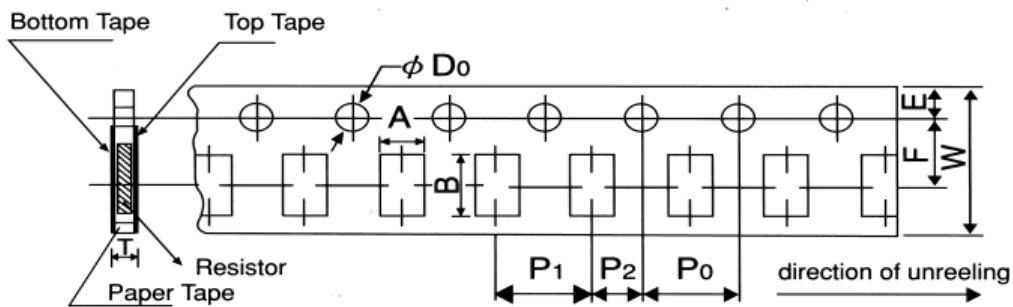 Bottom Tape
Top Tape
ϕ D0
A
B
E
F
W
T
Resistor
Paper Tape
P1
P2
P0
direction of unreeling